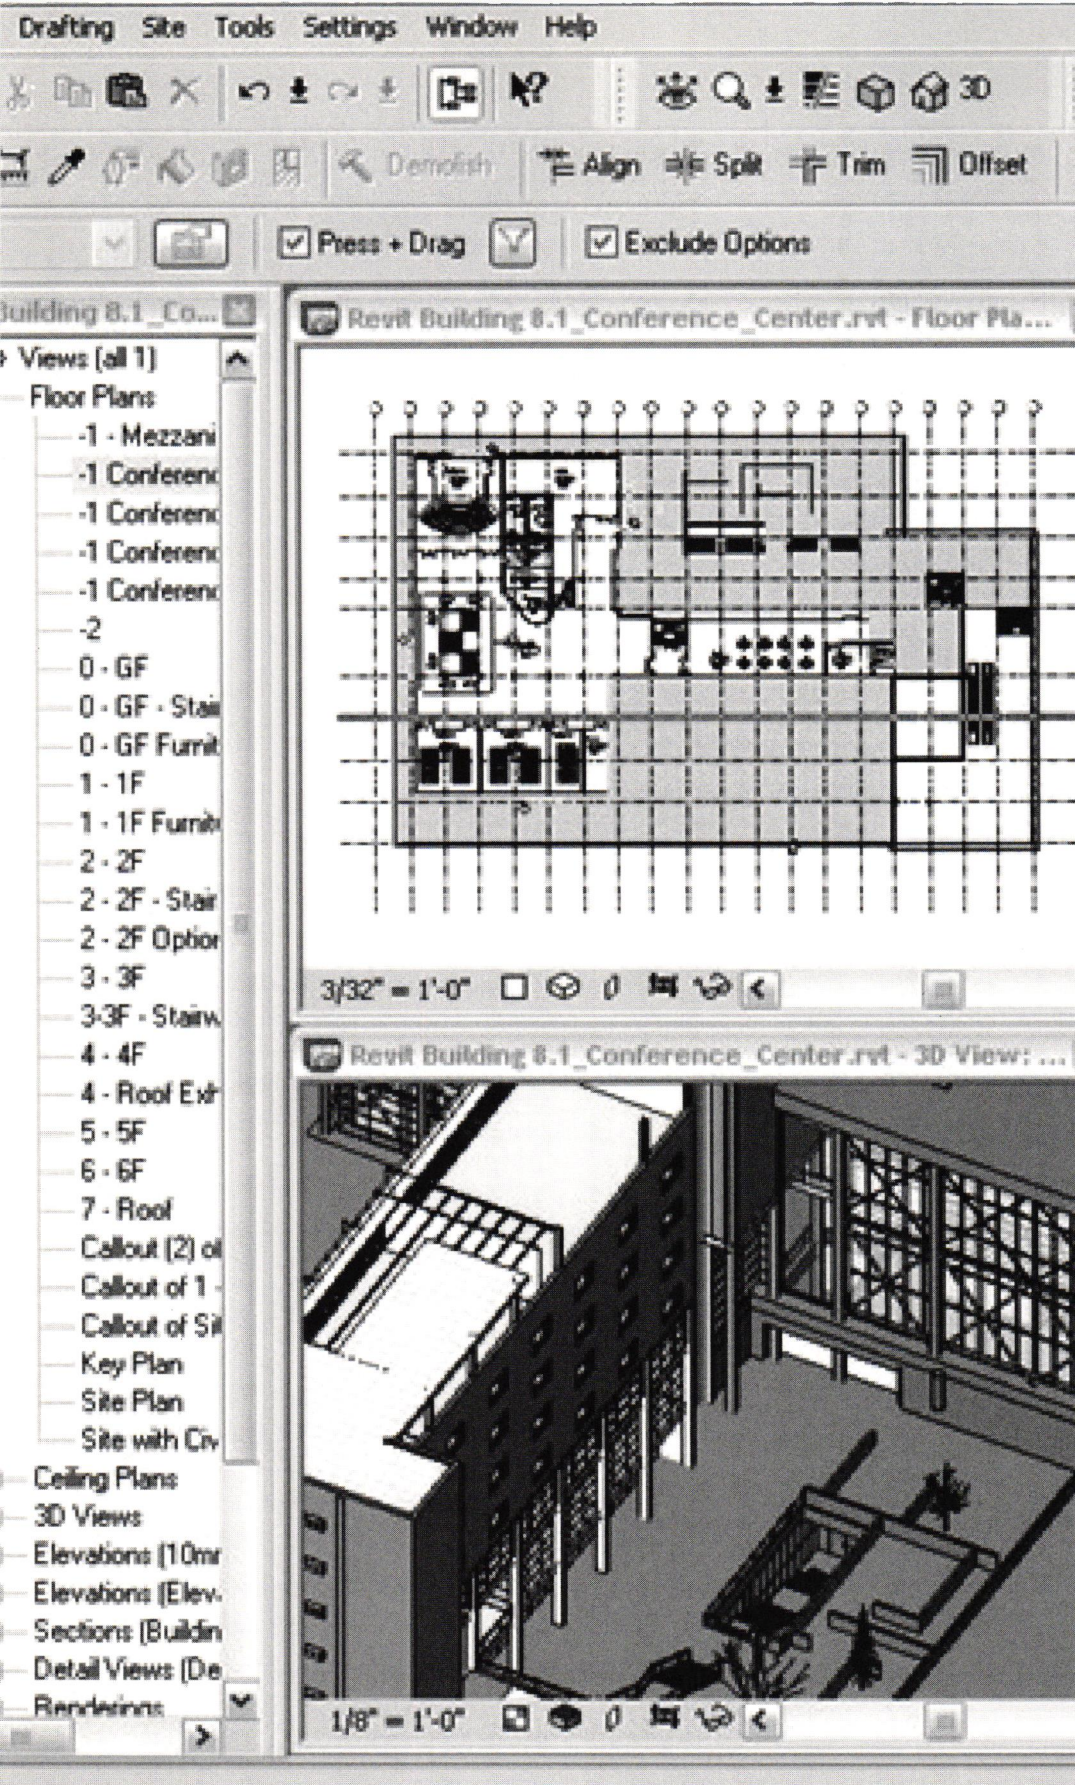 Drafting Site Tools Settings Window Help
3D
Demolish Align Split Trim Offset
Press + Drag Exclude Options
Building 8.1_Co...
Views (all 1)
Floor Plans
-1 - Mezzani
-1 Conferenc
-1 Conferenc
-1 Conferenc
-1 Conferenc
-2
0 - GF
0 - GF - Stair
0 - GF Furnit
1 - 1F
1 - 1F Furnit
2 - 2F
2 - 2F - Stair
2 - 2F Option
3 - 3F
3-3F - Stairw
4 - 4F
4 - Roof Exh
5 - 5F
6 - 6F
7 - Roof
Callout (2) of
Callout of 1 -
Callout of Sit
Key Plan
Site Plan
Site with Civ
Ceiling Plans
3D Views
Elevations (10mm
Elevations (Elev.
Sections (Buildin
Detail Views (De
Renderings
Revit Building 8.1_Conference_Center.rvt - Floor Pla...
3/32" = 1'-0"
Revit Building 8.1_Conference_Center.rvt - 3D View: ...
1/8" = 1'-0"